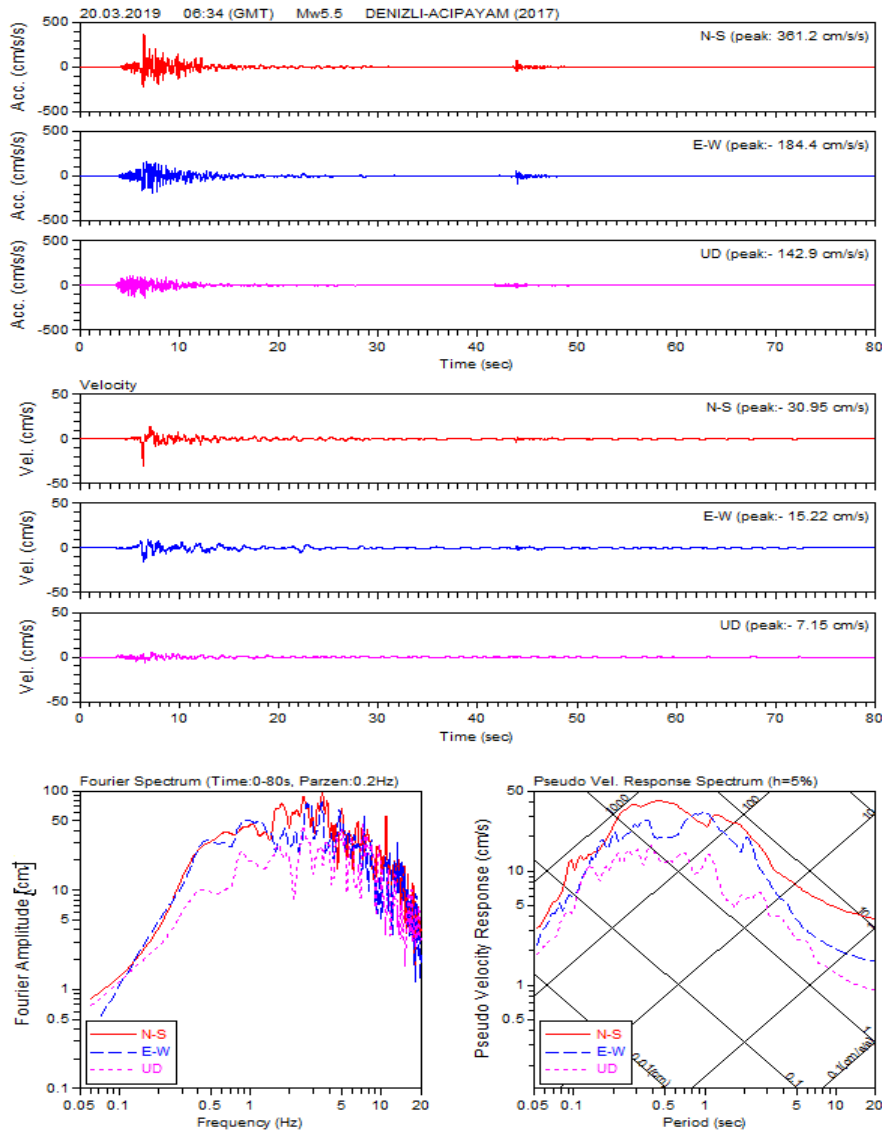 20.03.2019 06:34 (GMT) Mw5.5 DENIZLI-ACIPAYAM (2017)
500
0
-500
Acc. (cm/s/s)
N-S (peak: 361.2 cm/s/s)
500
0
-500
Acc. (cm/s/s)
E-W (peak:- 184.4 cm/s/s)
500
0
-500
Acc. (cm/s/s)
UD (peak:- 142.9 cm/s/s)
0 10 20 30 40 50 60 70 80
Time (sec)
Velocity
50
0
-50
Vel. (cm/s)
N-S (peak:- 30.95 cm/s)
50
0
-50
Vel. (cm/s)
E-W (peak:- 15.22 cm/s)
50
0
-50
Vel. (cm/s)
UD (peak:- 7.15 cm/s)
0 10 20 30 40 50 60 70 80
Time (sec)
Fourier Spectrum (Time:0-80s, Parzen:0.2Hz)
Fourier Amplitude [cm]
100
50
10
5
1
0.5
0.1
N-S
E-W
UD
0.05 0.1 0.5 1 5 10 20
Frequency (Hz)
Pseudo Vel. Response Spectrum (h=5%)
Pseudo Velocity Response (cm/s)
50
10
5
1
0.5
1000
100
10
10
1
0.1
N-S
E-W
UD
0.05 0.1 0.5 1 5 10 20
Period (sec)